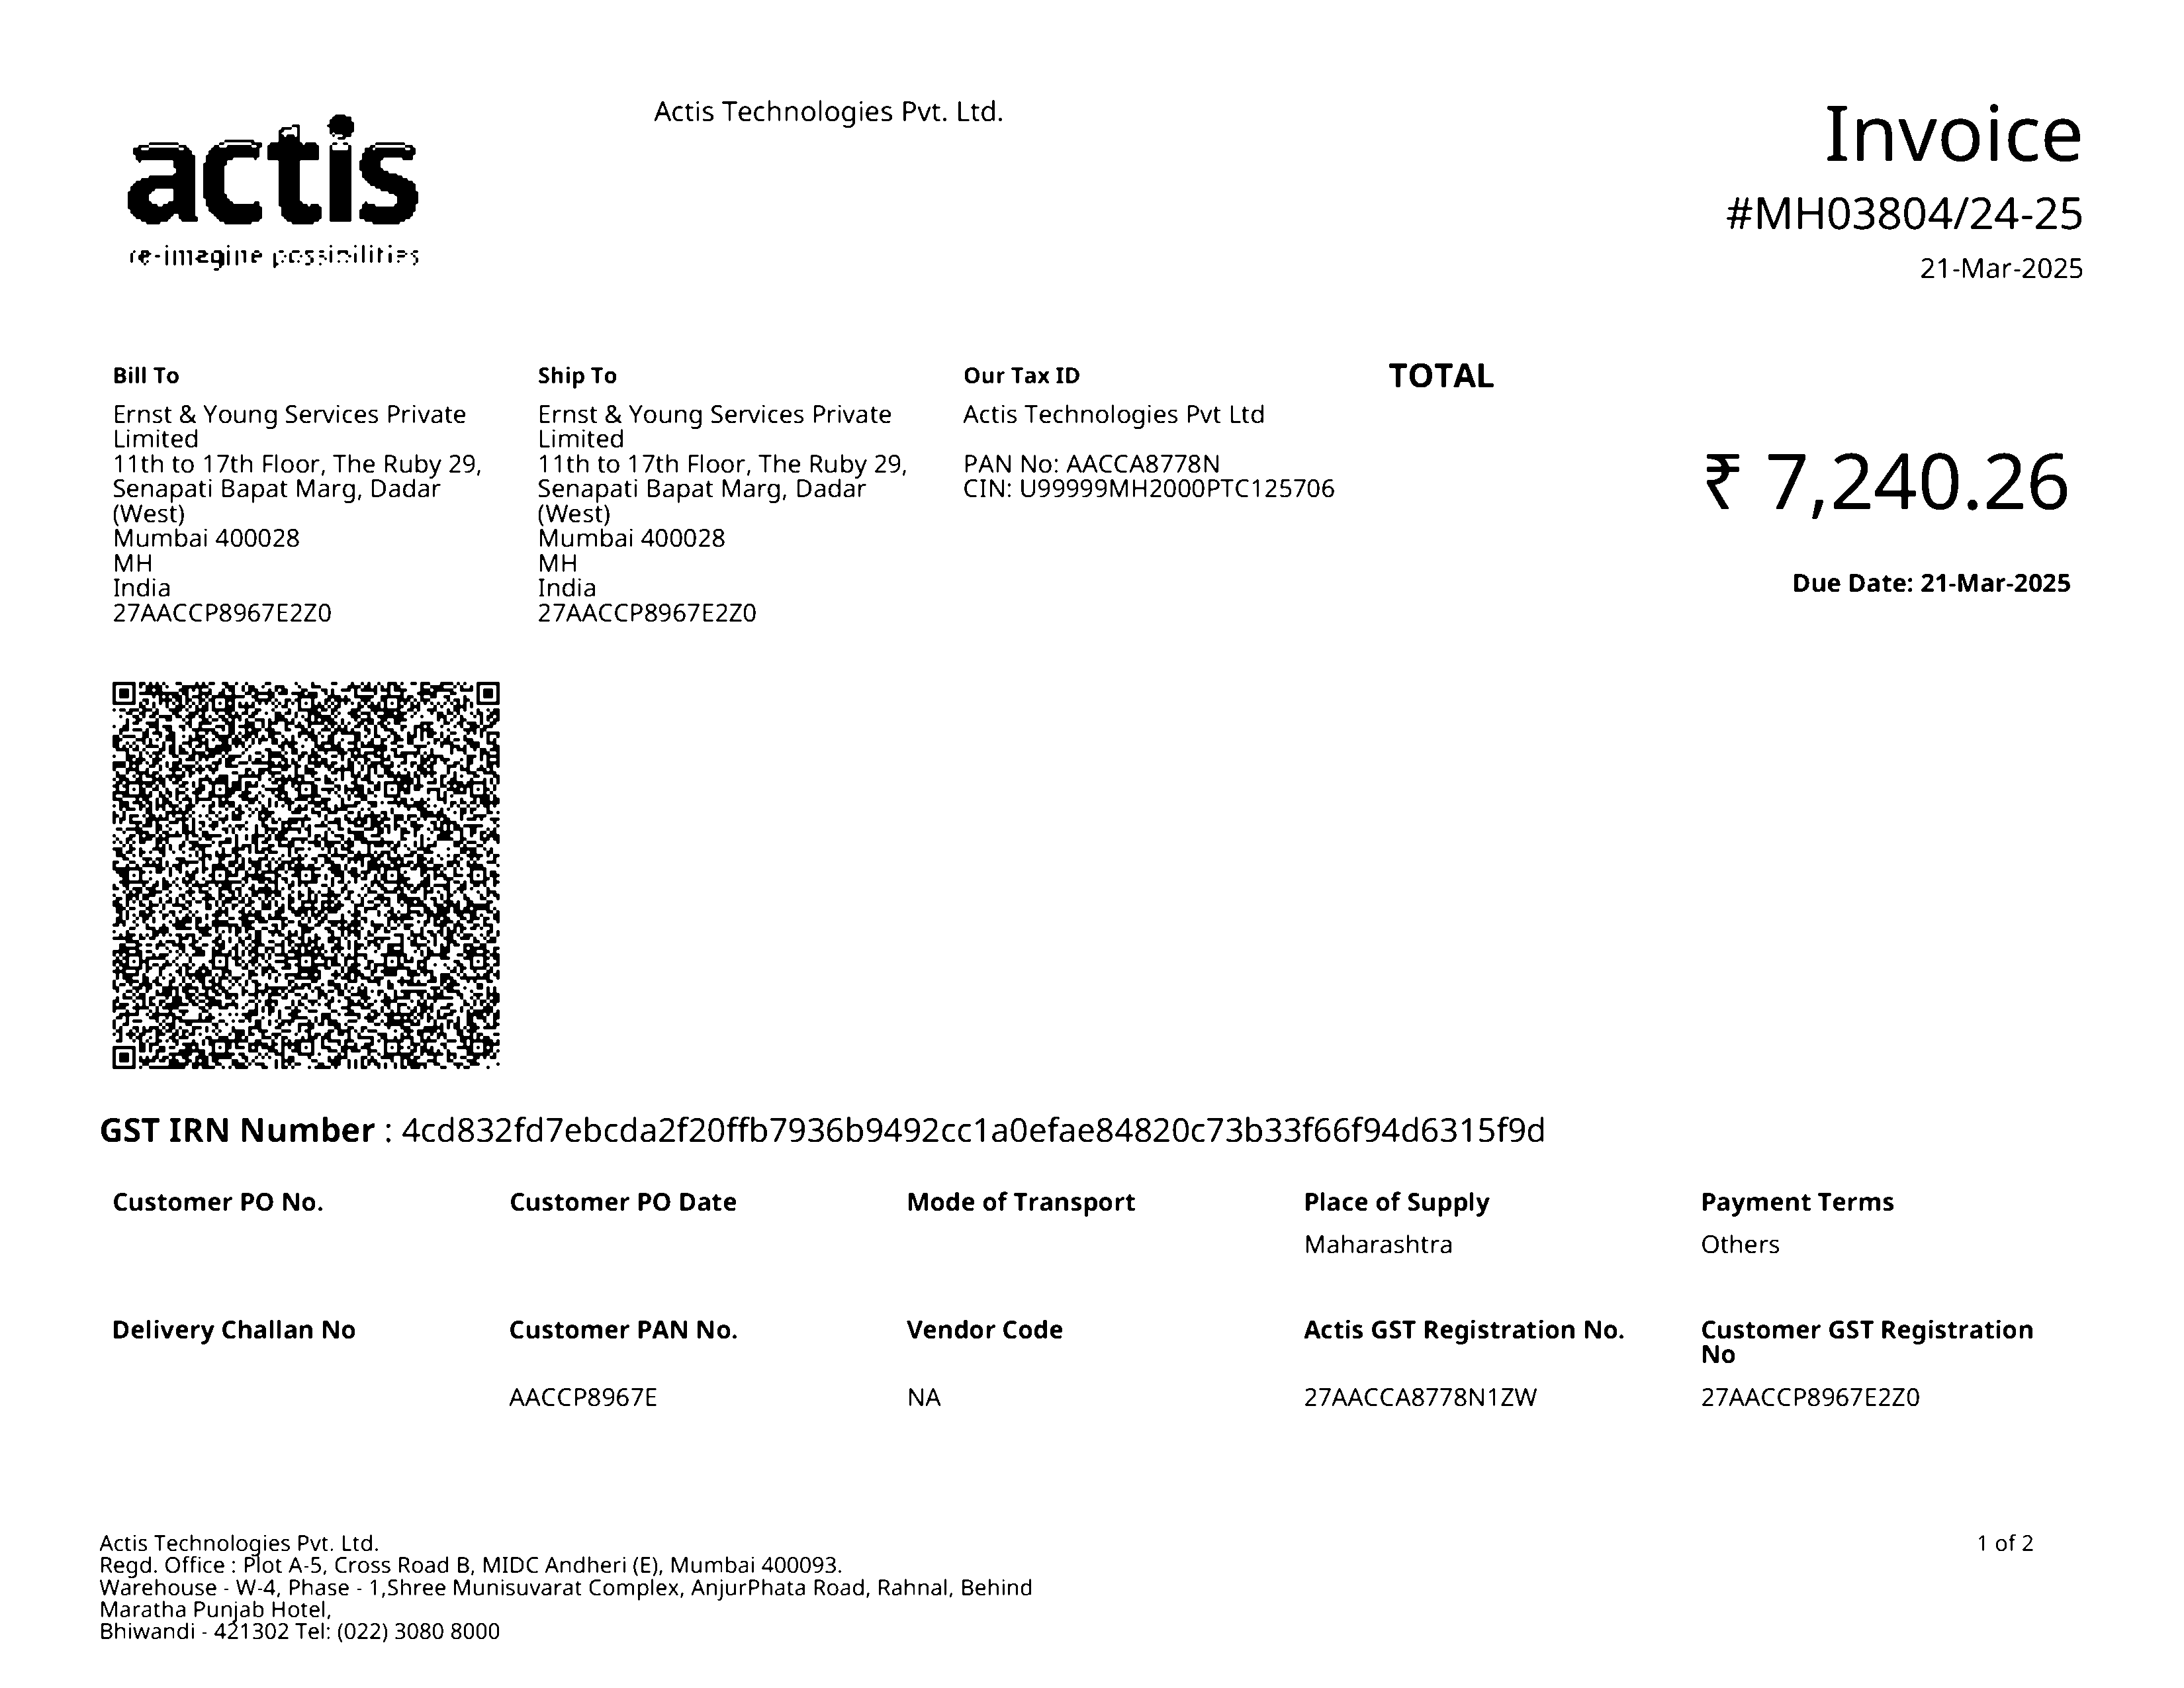 actis
re-imagine possibilities
Actis Technologies Pvt. Ltd.
Invoice
#MH03804/24-25
21-Mar-2025
Bill To
Ernst & Young Services Private
Limited
11th to 17th Floor, The Ruby 29,
Senapati Bapat Marg, Dadar
(West)
Mumbai 400028
MH
India
27AACCP8967E2Z0
Ship To
Ernst & Young Services Private
Limited
11th to 17th Floor, The Ruby 29,
Senapati Bapat Marg, Dadar
(West)
Mumbai 400028
MH
India
27AACCP8967E2Z0
Our Tax ID
Actis Technologies Pvt Ltd
PAN No: AACCA8778N
CIN: U99999MH2000PTC125706
TOTAL
₹ 7,240.26
Due Date: 21-Mar-2025
GST IRN Number : 4cd832fd7ebcda2f20ffb7936b9492cc1a0efae84820c73b33f66f94d6315f9d
Customer PO No.
Customer PO Date
Mode of Transport
Place of Supply
Maharashtra
Payment Terms
Others
Delivery Challan No
Customer PAN No.
AACCP8967E
Vendor Code
NA
Actis GST Registration No.
27AACCA8778N1ZW
Customer GST Registration
No
27AACCP8967E2Z0
Actis Technologies Pvt. Ltd.
Regd. Office : Plot A-5, Cross Road B, MIDC Andheri (E), Mumbai 400093.
Warehouse - W-4, Phase - 1,Shree Munisuvarat Complex, AnjurPhata Road, Rahnal, Behind
Maratha Punjab Hotel,
Bhiwandi - 421302 Tel: (022) 3080 8000
1 of 2